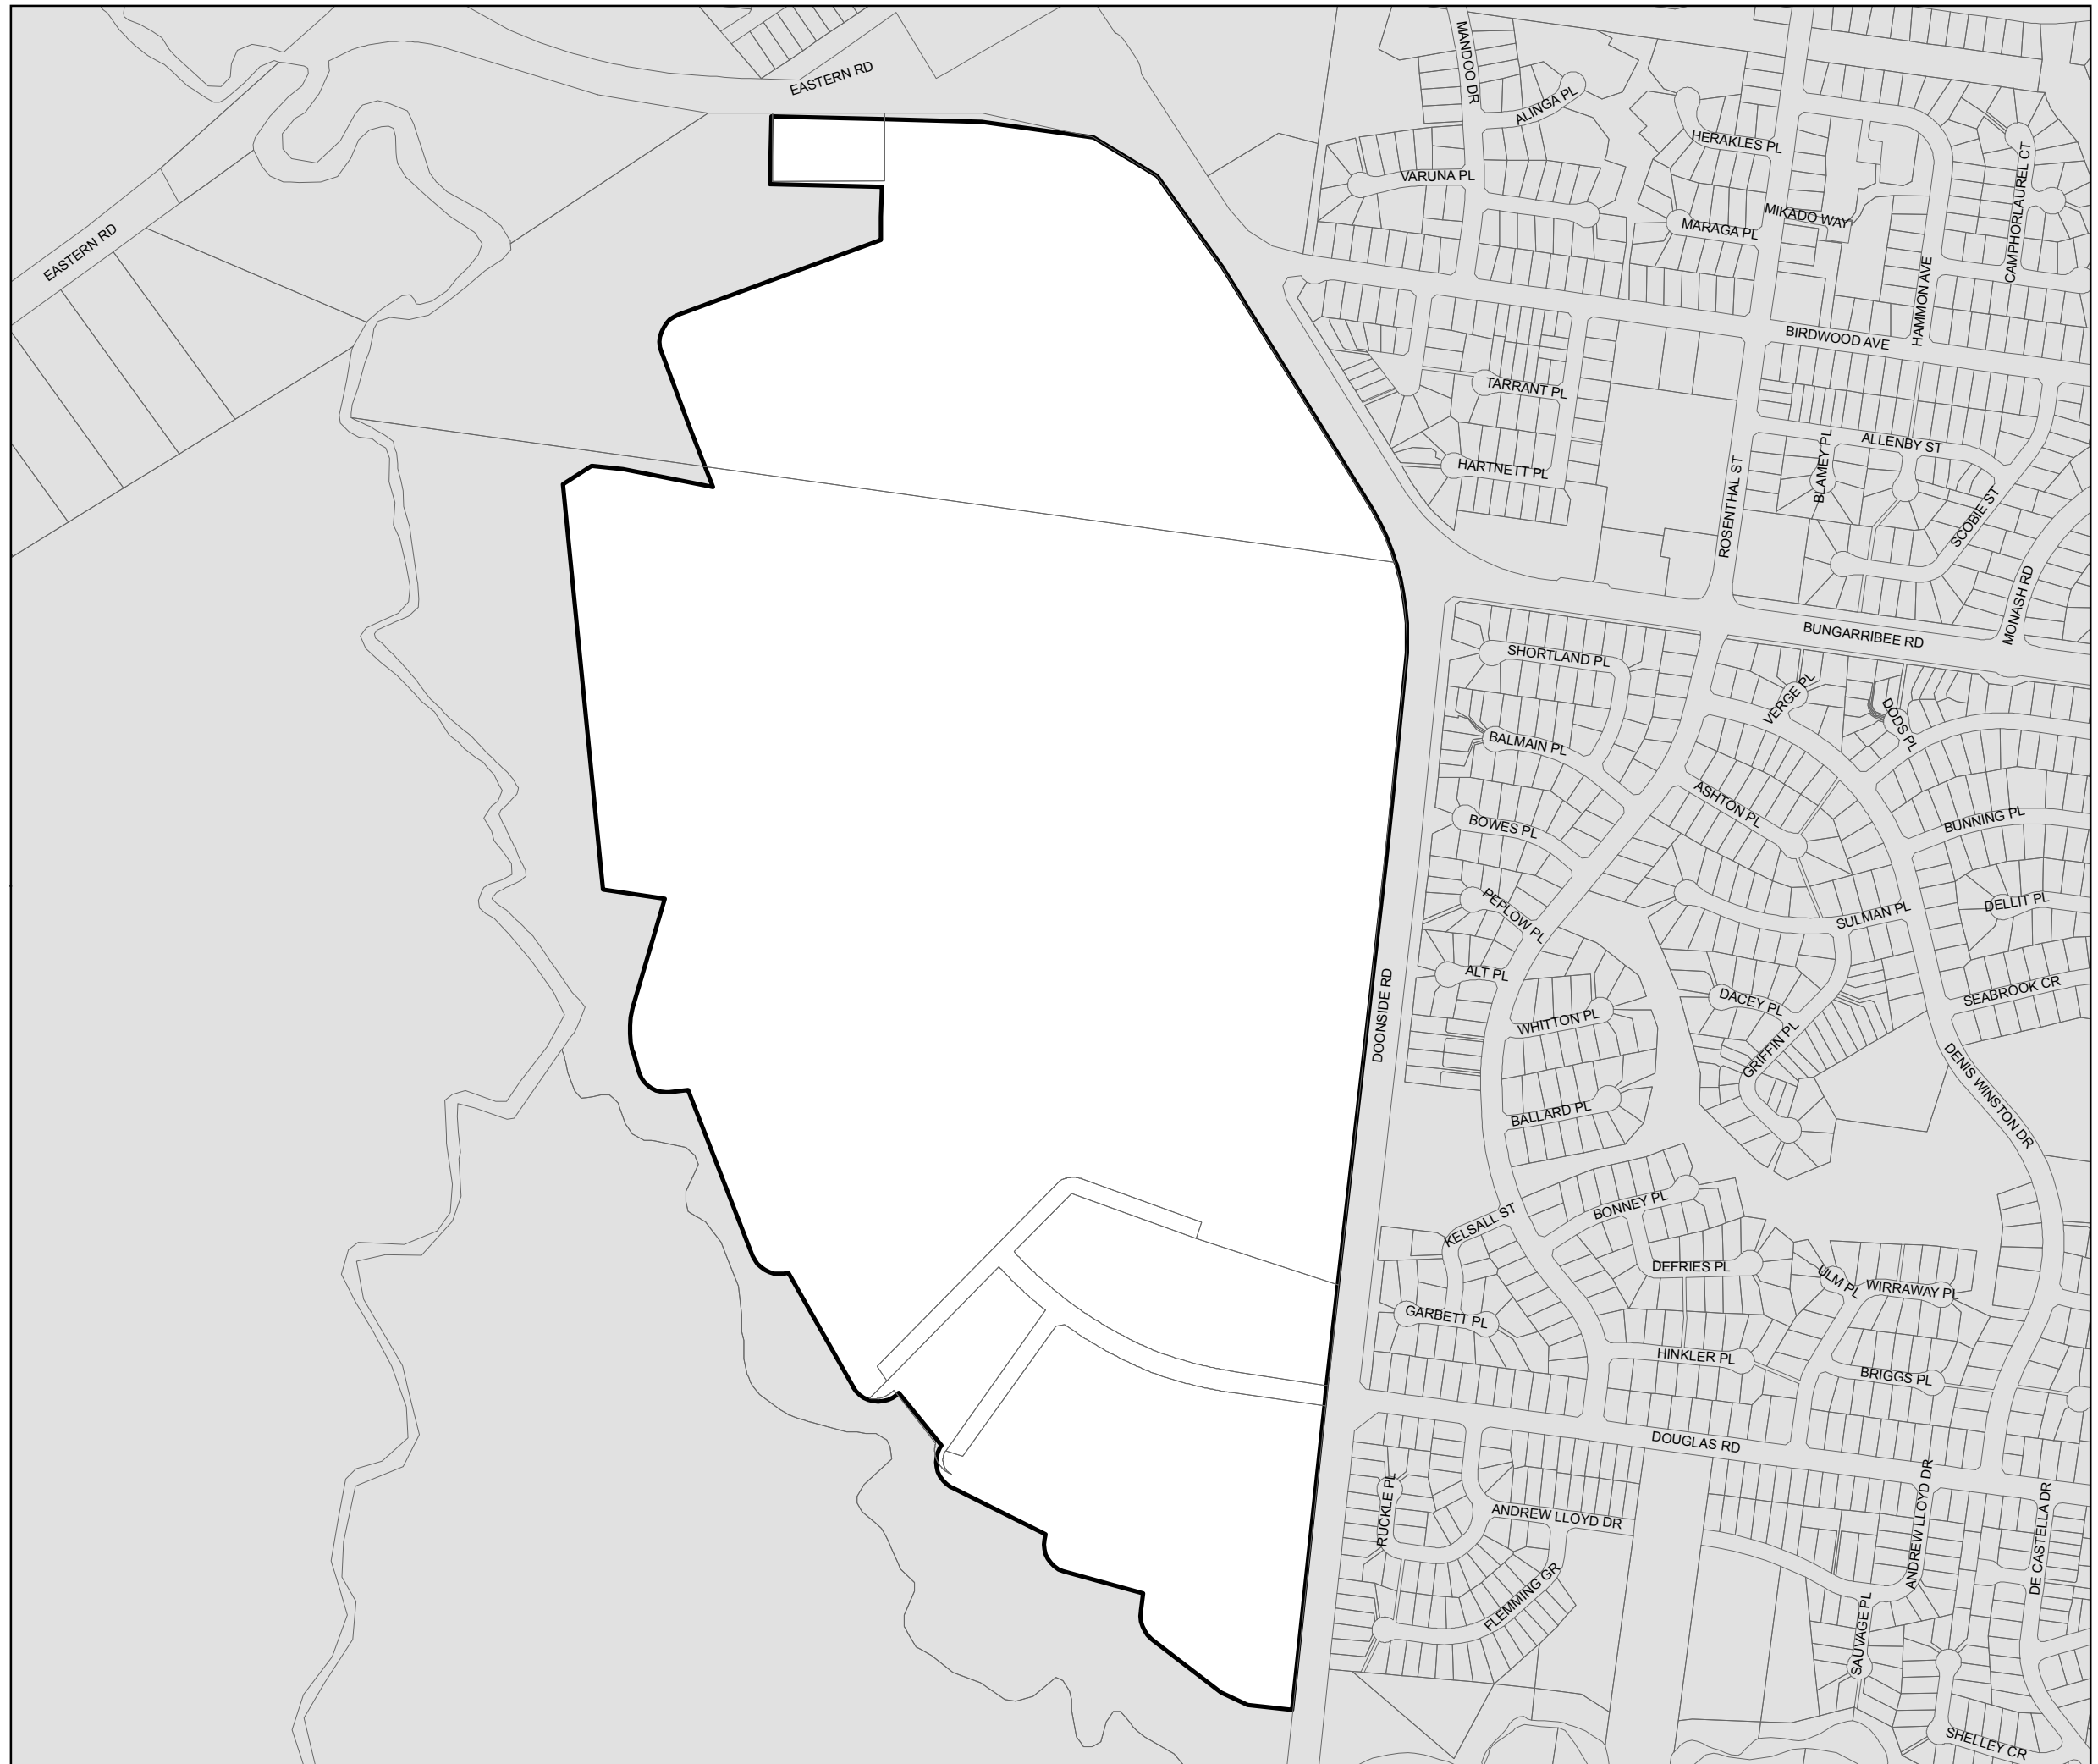 MANDOO DR
EASTERN RD
ALINGA PL
HERAKLES PL
VARUNA PL
CAMPHORLAUREL CT
MIKADO WAY
MARAGA PL
EASTERN RD
HAMMON AVE
BIRDWOOD AVE
TARRANT PL
ALLENBY ST
BLAMEY PL
HARTNETT PL
ROSENTHAL ST
SCOBIE ST
MONASH RD
BUNGARRIBEE RD
SHORTLAND PL
VERGE PL
DODS PL
BALMAIN PL
ASHTON PL
BOWES PL
BUNNING PL
PEPLOW PL
SULMAN PL
DELLIT PL
ALT PL
DOONSIDE RD
DACEY PL
SEABROOK CR
WHITTON PL
GRIFFIN PL
DENIS WINSTON DR
BALLARD PL
BONNEY PL
KELSALL ST
DEFRIES PL
ULM PL
WIRRAWAY PL
GARBETT PL
HINKLER PL
BRIGGS PL
DOUGLAS RD
RUCKLE PL
ANDREW LLOYD DR
ANDREW LLOYD DR
DE CASTELLA DR
FLEMMING GR
SAUVAGE PL
SHELLEY CR